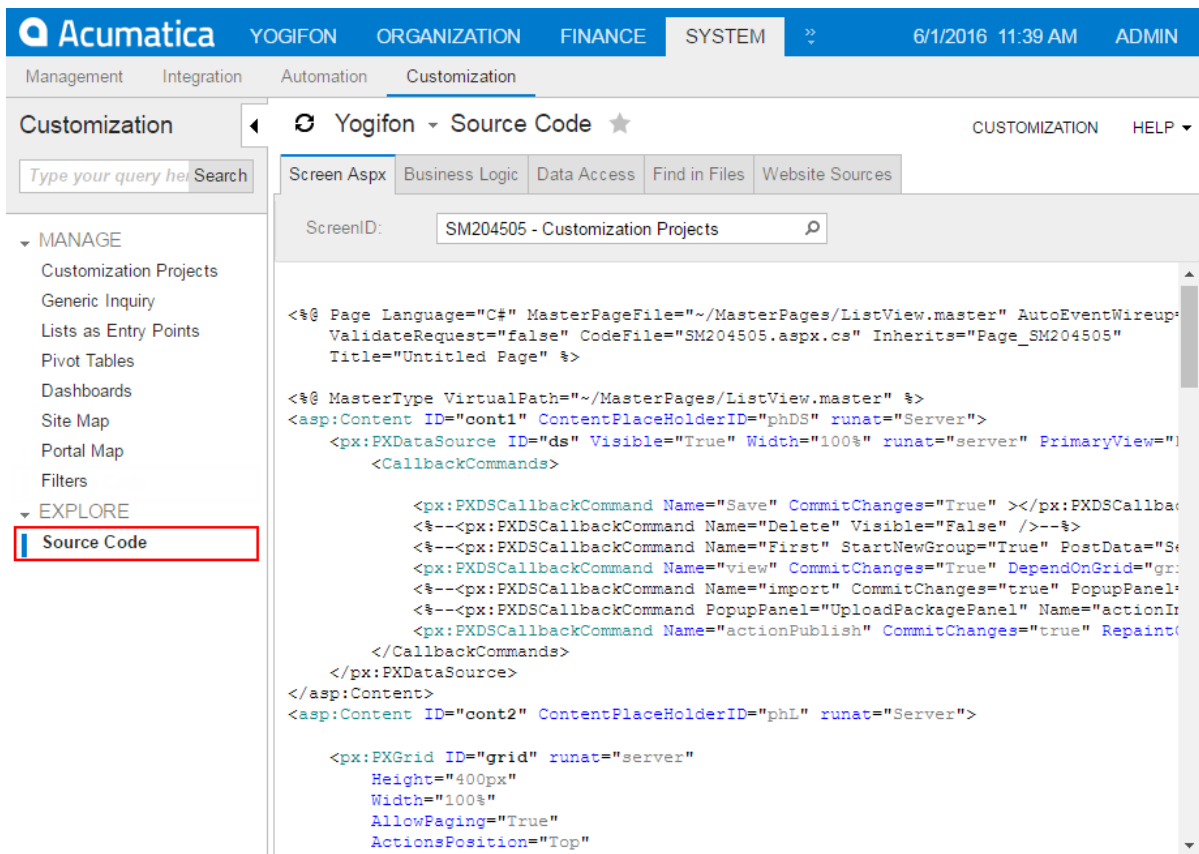 Acumatica YOGIFON ORGANIZATION FINANCE SYSTEM 6/1/2016 11:39 AM ADMIN
Management Integration Automation Customization
Customization
Yogifon Source Code CUSTOMIZATION HELP
Type your query her Search
Screen Aspx Business Logic Data Access Find in Files Website Sources
ScreenID: SM204505 - Customization Projects
MANAGE
Customization Projects
Generic Inquiry
Lists as Entry Points
Pivot Tables
Dashboards
Site Map
Portal Map
Filters
EXPLORE
Source Code
<%@ Page Language="C#" MasterPageFile="~/MasterPages/ListView.master" AutoEventWireup=
ValidateRequest="false" CodeFile="SM204505.aspx.cs" Inherits="Page_SM204505"
Title="Untitled Page" %>
<%@ MasterType VirtualPath="~/MasterPages/ListView.master" %>
<asp:Content ID="cont1" ContentPlaceHolderID="phDS" runat="Server">
<px:PXDataSource ID="ds" Visible="True" Width="100%" runat="server" PrimaryView="
<CallbackCommands>
<px:PXDSCallbackCommand Name="Save" CommitChanges="True" ></px:PXDSCallbac
<%--<px:PXDSCallbackCommand Name="Delete" Visible="False" />--%>
<%--<px:PXDSCallbackCommand Name="First" StartNewGroup="True" PostData="Se
<px:PXDSCallbackCommand Name="view" CommitChanges="True" DependOnGrid="gri
<%--<px:PXDSCallbackCommand Name="import" CommitChanges="true" PopupPanel=
<%--<px:PXDSCallbackCommand PopupPanel="UploadPackagePanel" Name="actionIm
<px:PXDSCallbackCommand Name="actionPublish" CommitChanges="true" RepaintC
</CallbackCommands>
</px:PXDataSource>
</asp:Content>
<asp:Content ID="cont2" ContentPlaceHolderID="phL" runat="Server">
<px:PXGrid ID="grid" runat="server"
Height="400px"
Width="100%"
AllowPaging="True"
ActionsPosition="Top"